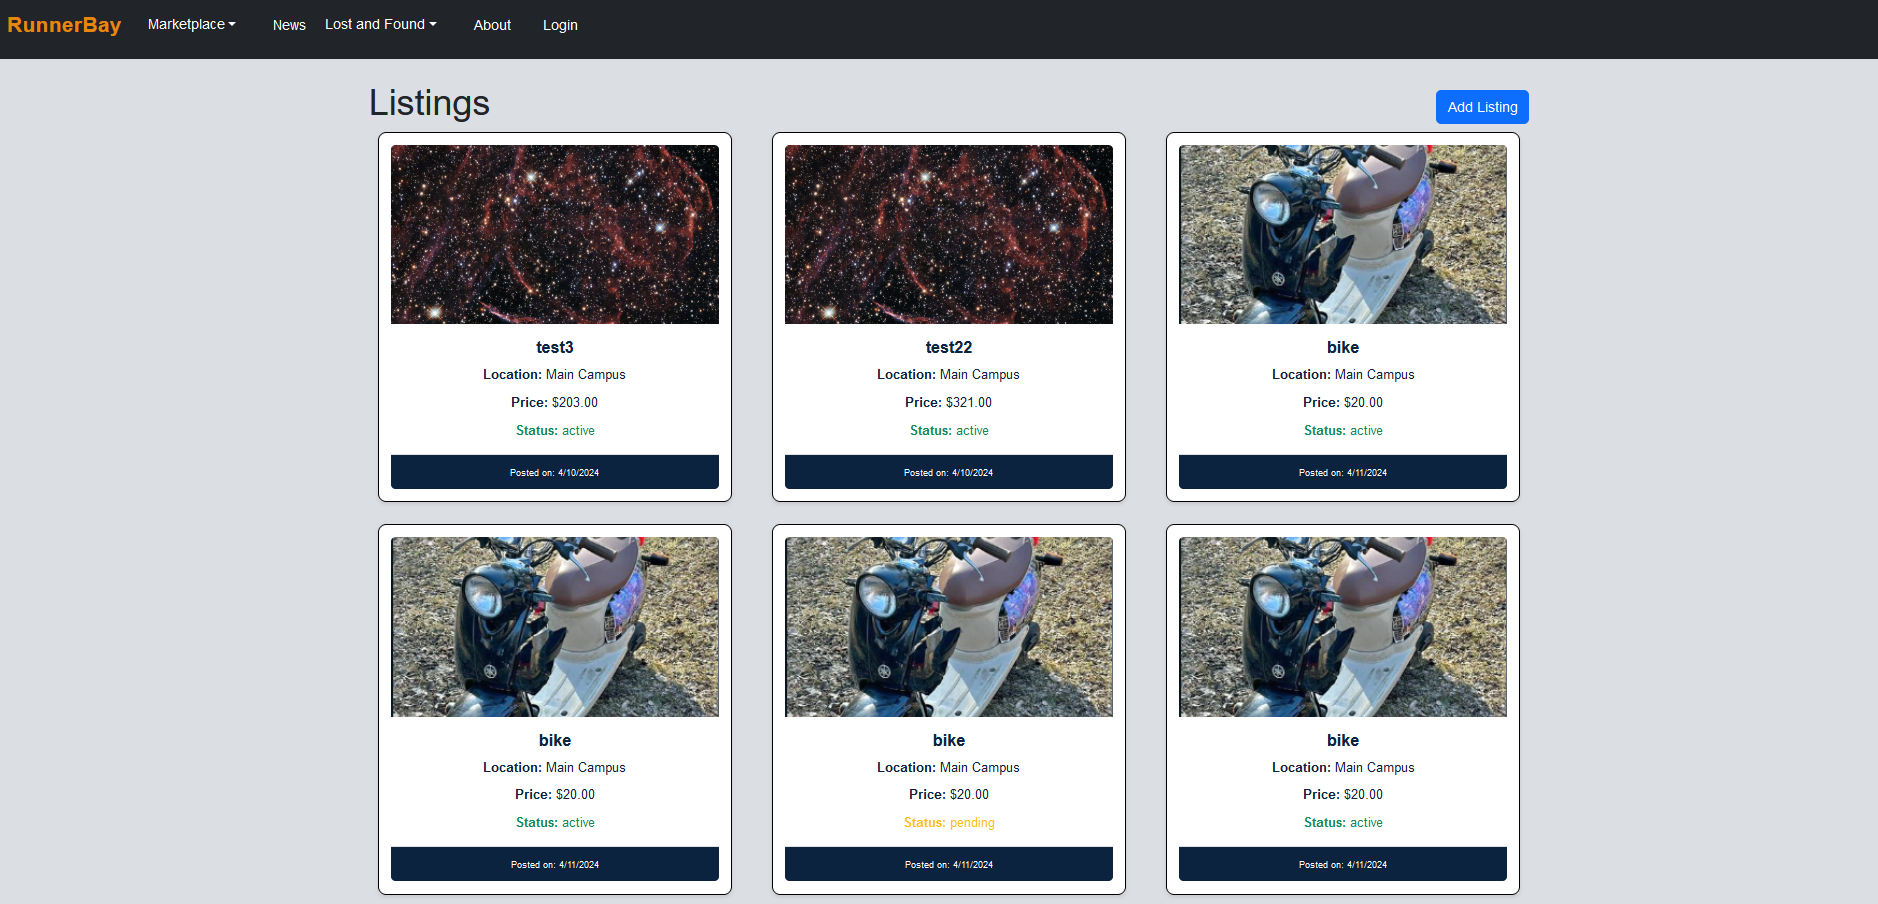 RunnerBay Marketplace News Lost and Found About Login
Listings
Add Listing
test3
Location: Main Campus
Price: $203.00
Status: active
Posted on: 4/10/2024
test22
Location: Main Campus
Price: $321.00
Status: active
Posted on: 4/10/2024
bike
Location: Main Campus
Price: $20.00
Status: active
Posted on: 4/11/2024
bike
Location: Main Campus
Price: $20.00
Status: active
Posted on: 4/11/2024
bike
Location: Main Campus
Price: $20.00
Status: pending
Posted on: 4/11/2024
bike
Location: Main Campus
Price: $20.00
Status: active
Posted on: 4/11/2024